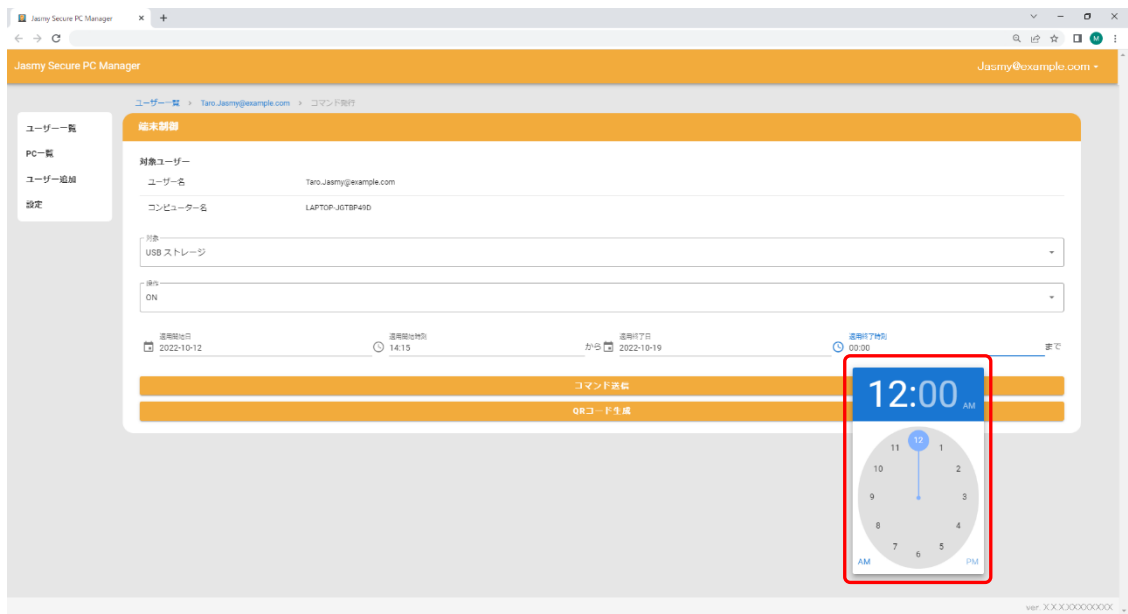 Jasmy Secure PC Manager
Jasmy Secure PC Manager
Jasmy@example.com
ユーザー一覧 > Taro.Jasmy@example.com > コマンド発行
ユーザー一覧
PC一覧
ユーザー追加
設定
端末制御
対象ユーザー
ユーザー名 Taro.Jasmy@example.com
コンピューター名 LAPTOP-JGTBP49D
対象
USB ストレージ
操作
ON
適用開始日 適用開始時刻 適用終了日 適用終了時刻
2022-10-12 14:15 から 2022-10-19 00:00 まで
コマンド送信
QRコード生成
12:00 AM
12
11 1
10 2
9 3
8 4
7 5
6
AM PM
ver X.X.XXXXXXXXXX
M